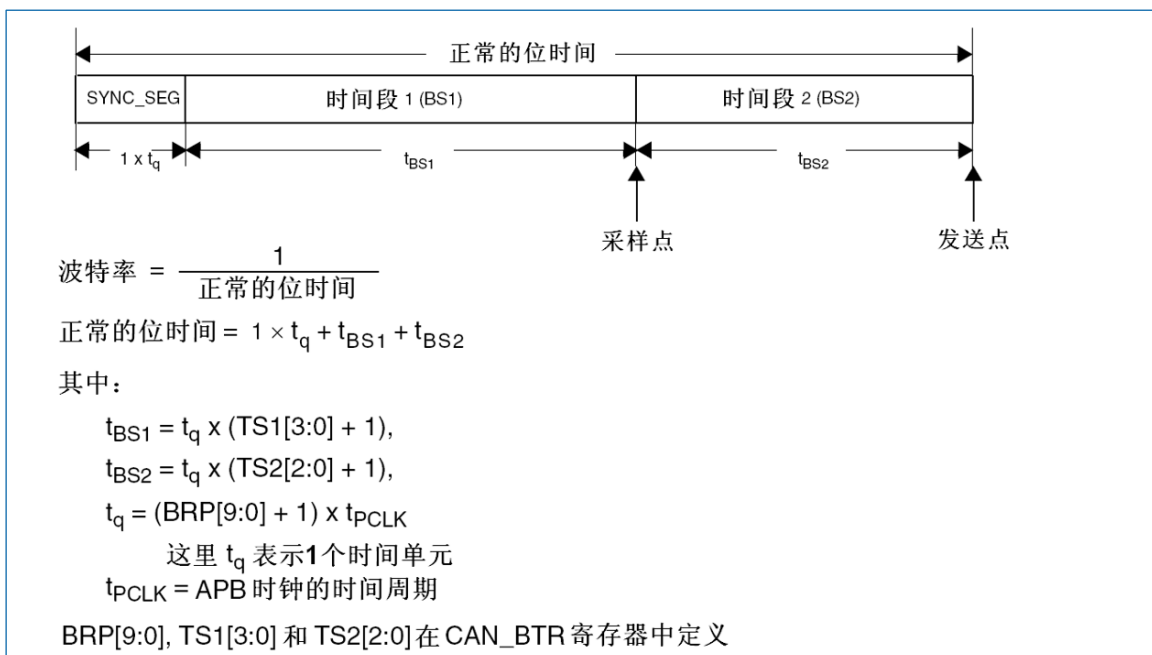 正常的位时间
SYNC_SEG 时间段 1 (BS1) 时间段 2 (BS2)
1 x tq tBS1 tBS2
采样点 发送点
波特率 = 1
正常的位时间
正常的位时间 = 1 × tq + tBS1 + tBS2
其中：
tBS1 = tq x (TS1[3:0] + 1),
tBS2 = tq x (TS2[2:0] + 1),
tq = (BRP[9:0] + 1) x tPCLK
这里 tq 表示1个时间单元
tPCLK = APB 时钟的时间周期
BRP[9:0], TS1[3:0] 和 TS2[2:0] 在 CAN_BTR 寄存器中定义